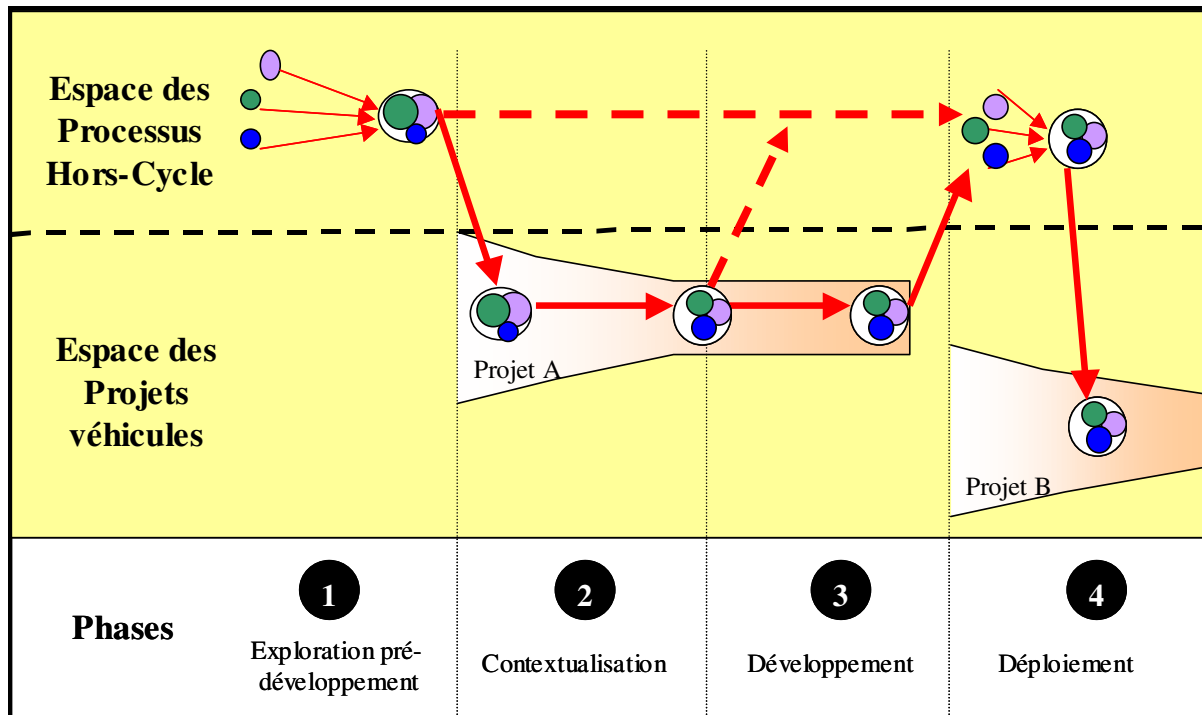 Espace des
Processus
Hors-Cycle
Espace des
Projets
véhicules
Projet A
Projet B
Phases
1
Exploration pré-
développement
2
Contextualisation
3
Développement
4
Déploiement